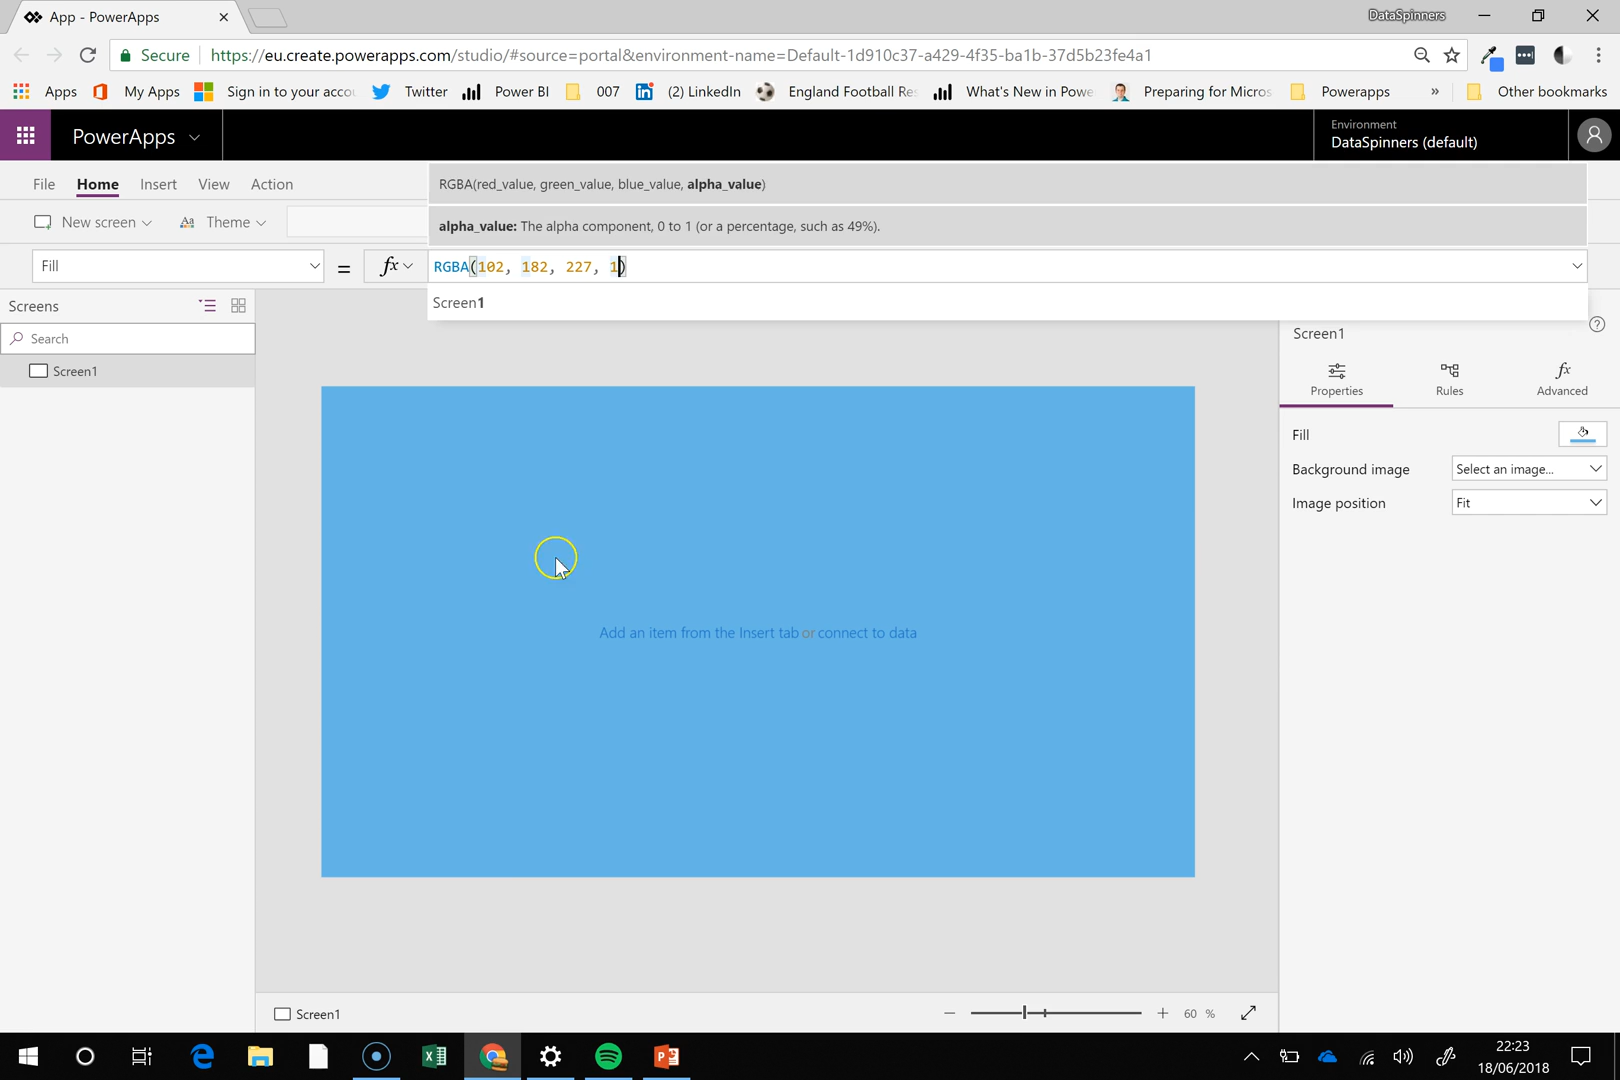 App - PowerApps
DataSpinners
Secure
https://eu.create.powerapps.com/studio/#source=portal&environment-name=Default-1d910c37-a429-4f35-ba1b-37d5b23fe4a1
Apps
My Apps
Sign in to your accou
Twitter
Power BI
007
(2) LinkedIn
England Football Re
What's New in Powe
Preparing for Micros
Powerapps
»
Other bookmarks
PowerApps
Environment
DataSpinners (default)
File
Home
Insert
View
Action
RGBA(red_value, green_value, blue_value, alpha_value)
New screen
Theme
alpha_value: The alpha component, 0 to 1 (or a percentage, such as 49%).
Fill
=
fx
RGBA(102, 182, 227, 1)
Screens
Screen1
Search
Screen1
Screen1
Properties
Rules
fx
Advanced
Fill
Background image
Select an image...
Image position
Fit
Add an item from the Insert tab or connect to data
Screen1
60 %
22:23
18/06/2018